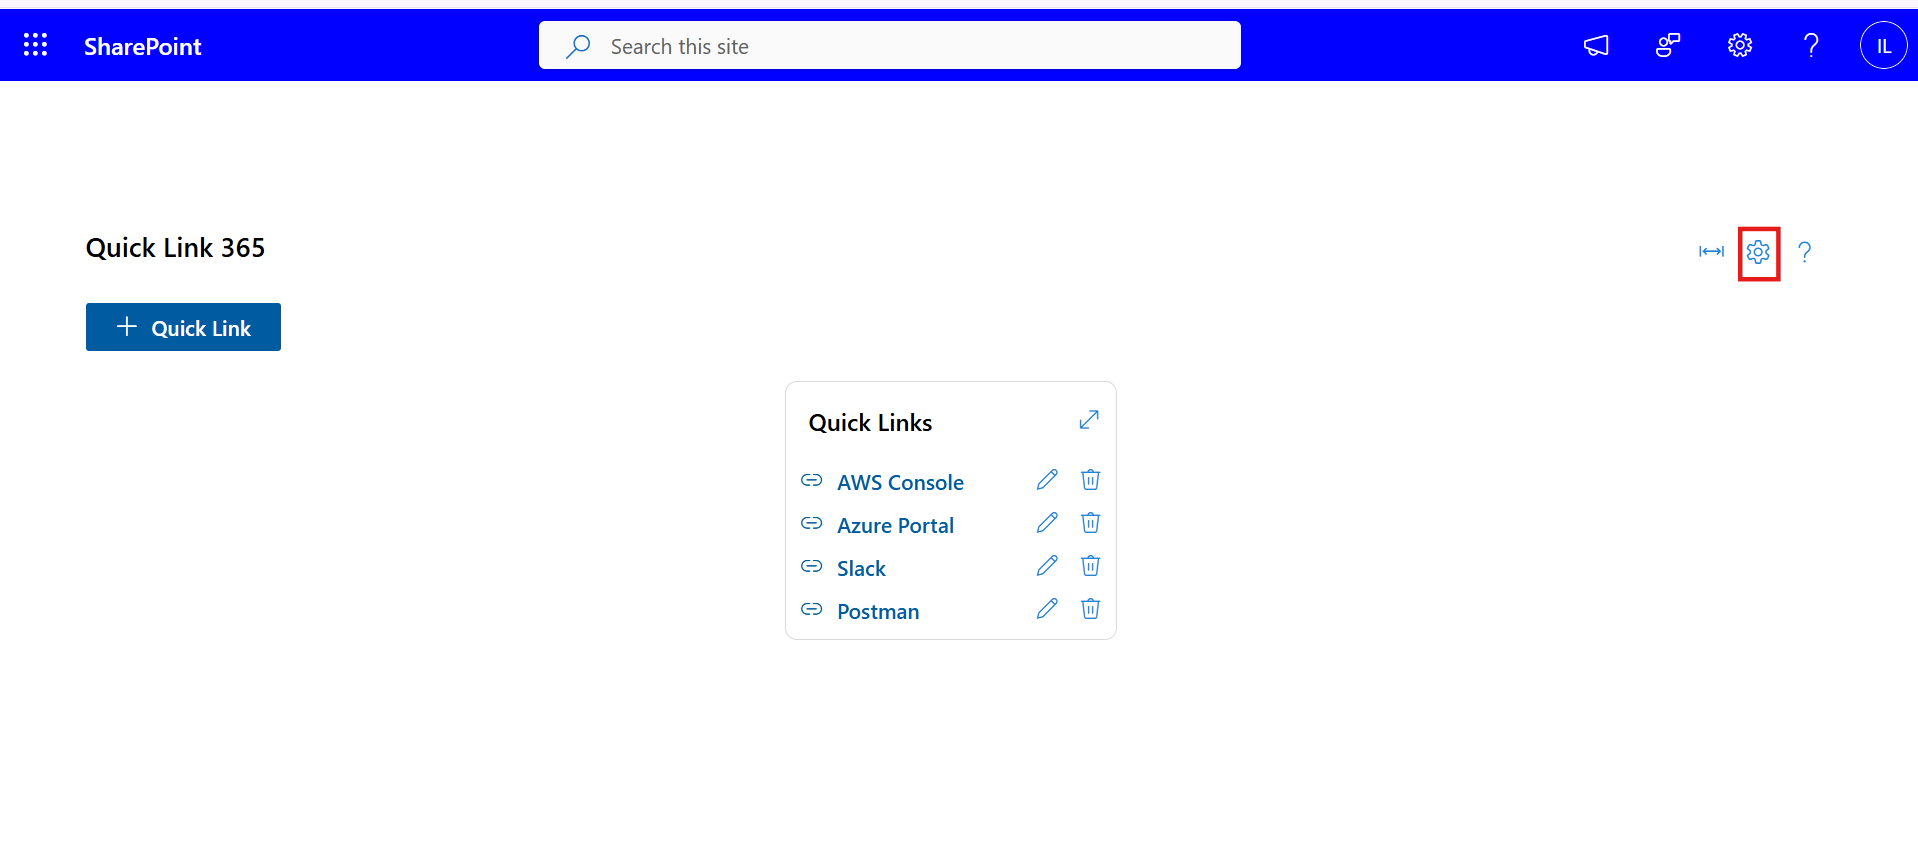 SharePoint
Search this site
IL
Quick Link 365
Quick Link
Quick Links
AWS Console
Azure Portal
Slack
Postman